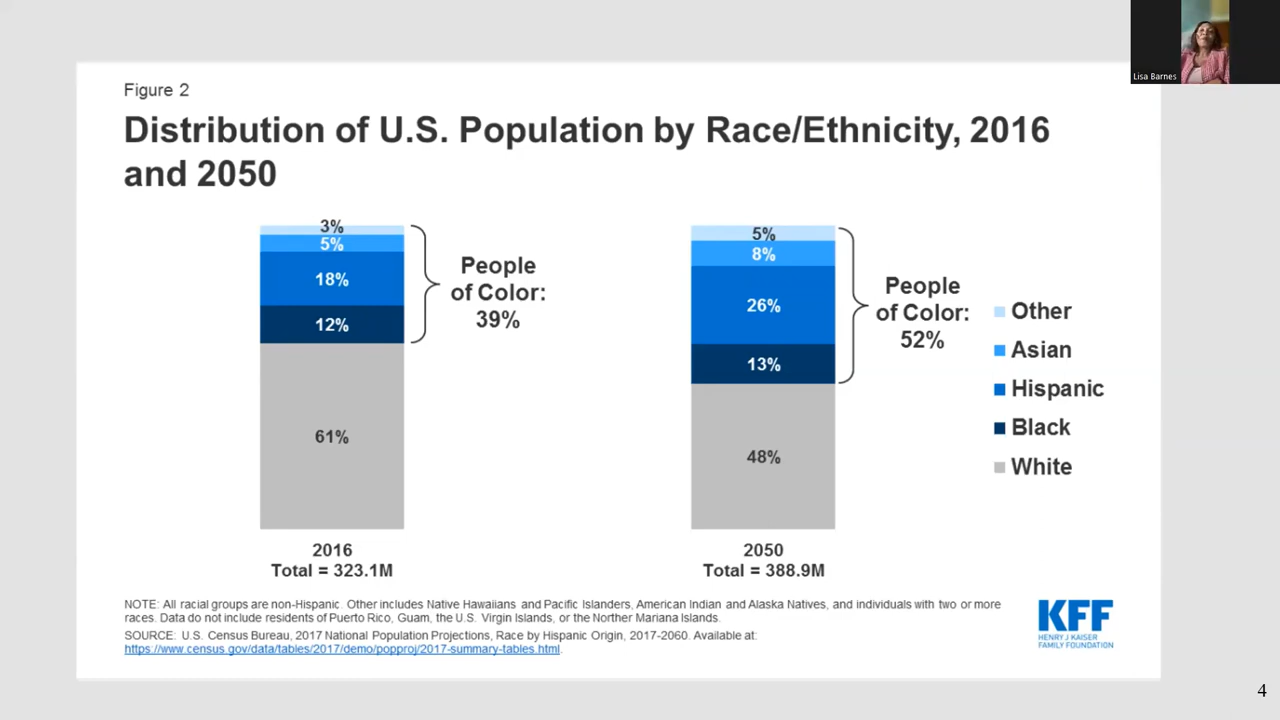 Lisa Barnes
Figure 2
Distribution of U.S. Population by Race/Ethnicity, 2016
and 2050
3%
5%
18%
12%
61%
People
of Color:
39%
2016
Total = 323.1M
5%
8%
26%
13%
48%
People
of Color:
52%
2050
Total = 388.9M
Other
Asian
Hispanic
Black
White
NOTE: All racial groups are non-Hispanic. Other includes Native Hawaiians and Pacific Islanders, American Indian and Alaska Natives, and individuals with two or more
races. Data do not include residents of Puerto Rico, Guam, the U.S. Virgin Islands, or the Norther Mariana Islands.
SOURCE: U.S. Census Bureau, 2017 National Population Projections, Race by Hispanic Origin, 2017-2060. Available at:
https://www.census.gov/data/tables/2017/demo/popproj/2017-summary-tables.html.
KFF
HENRY J KAISER
FAMILY FOUNDATION
4